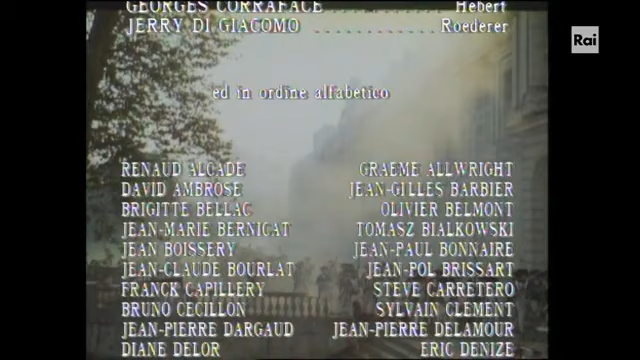 GEORGES CORRAFACE ............ Hebert
JERRY DI GIACOMO ............ Roederer
Rai
ed in ordine alfabetico
RENAUD ALCADE GRAEME ALLWRIGHT
DAVID AMBROSE JEAN-GILLES BARBIER
BRIGITTE BELLAC OLIVIER BELMONT
JEAN-MARIE BERNICAT TOMASZ BIALKOWSKI
JEAN BOISSERY JEAN-PAUL BONNAIRE
JEAN-CLAUDE BOURLAT JEAN-POL BRISSART
FRANCK CAPILLERY STEVE CARRETERO
BRUNO CECILLON SYLVAIN CLEMENT
JEAN-PIERRE DARGAUD JEAN-PIERRE DELAMOUR
DIANE DELOR ERIC DENIZE